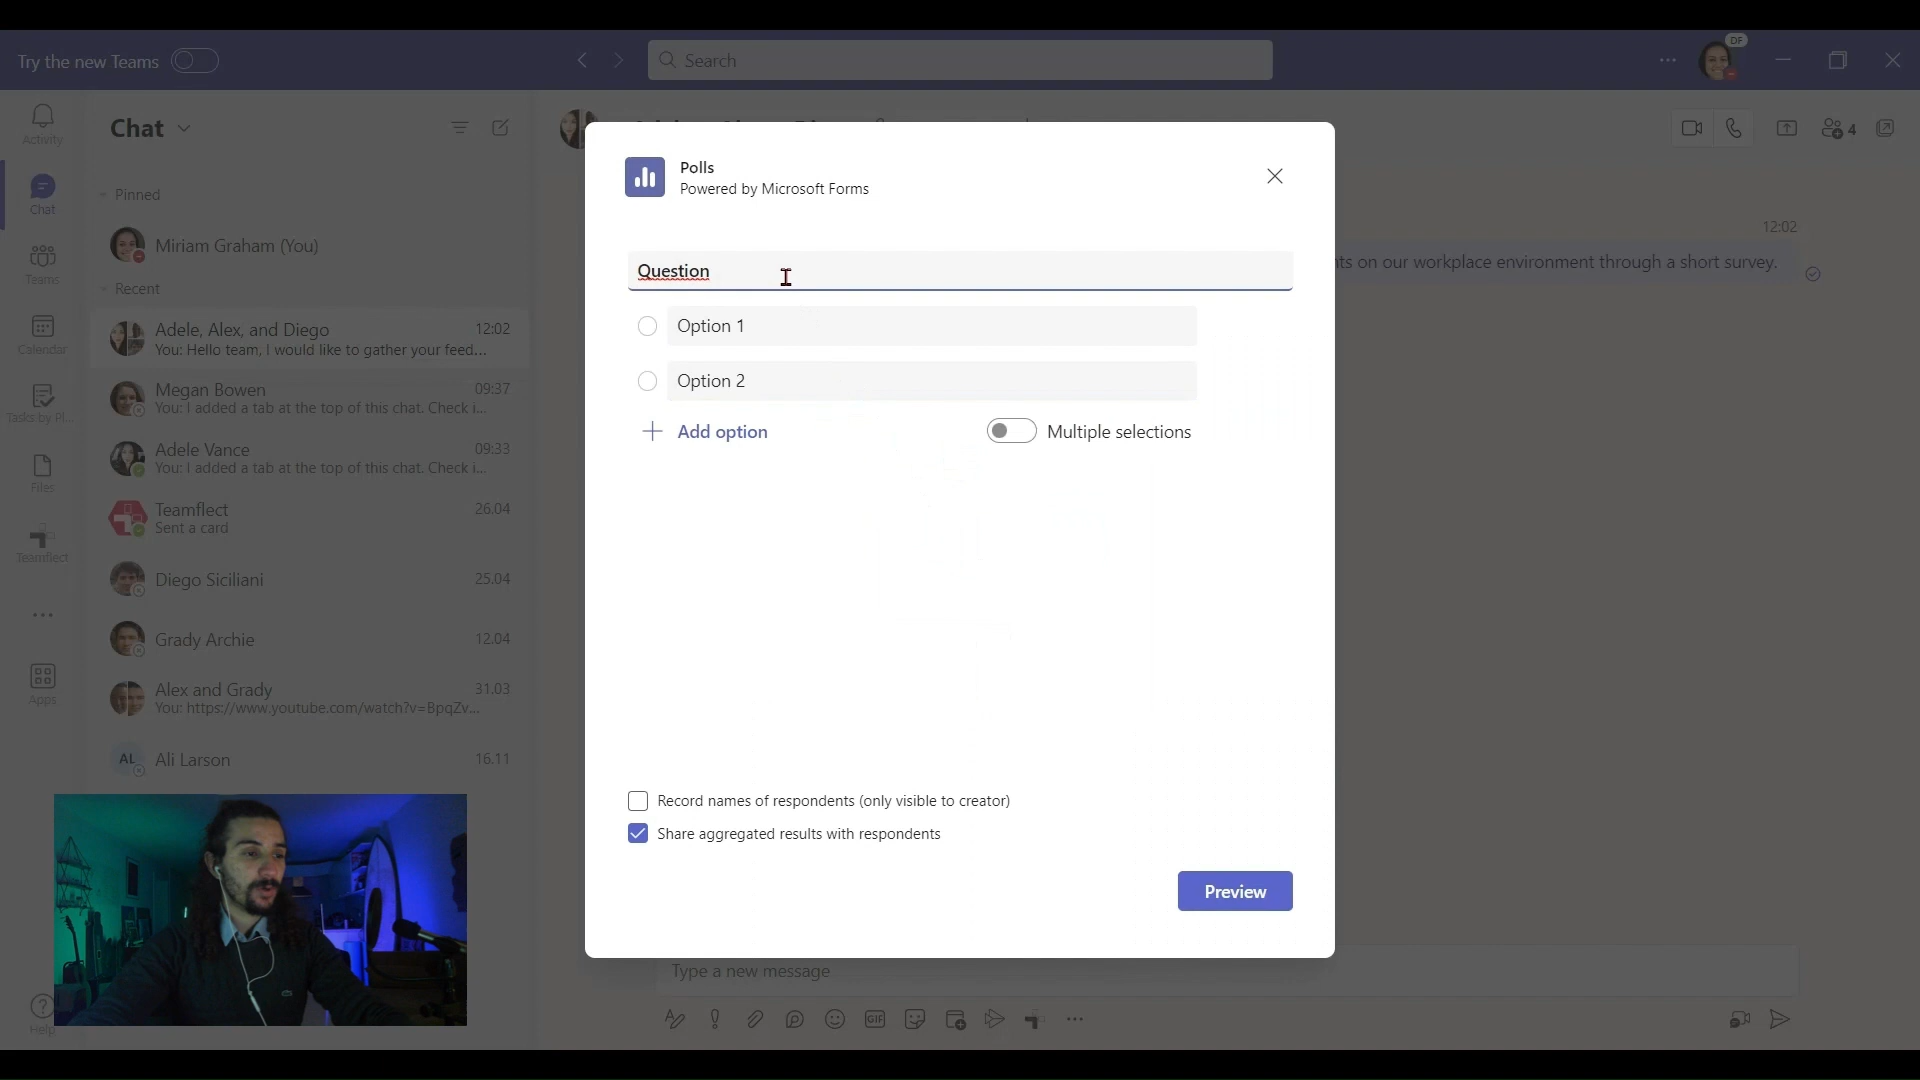 Try the new Teams
Search
DF
Activity
Chat
Teams
Calendar
Tasks by Pl...
Files
Teamflect
Apps
Help
Chat
Pinned
Miriam Graham (You)
Recent
Adele, Alex, and Diego 12:02
You: Hello team, I would like to gather your feed...
Megan Bowen 09:37
You: I added a tab at the top of this chat. Check i...
Adele Vance 09:33
You: I added a tab at the top of this chat. Check i...
Teamflect 26.04
Sent a card
Diego Siciliani 25.04
Grady Archie 12.04
Alex and Grady 31.03
You: https://www.youtube.com/watch?v=BpqZv...
AL Ali Larson 16.11
4
12:02
on our workplace environment through a short survey.
Polls
Powered by Microsoft Forms
Question
Option 1
Option 2
Add option
Multiple selections
Record names of respondents (only visible to creator)
Share aggregated results with respondents
Preview
Type a new message
GIF